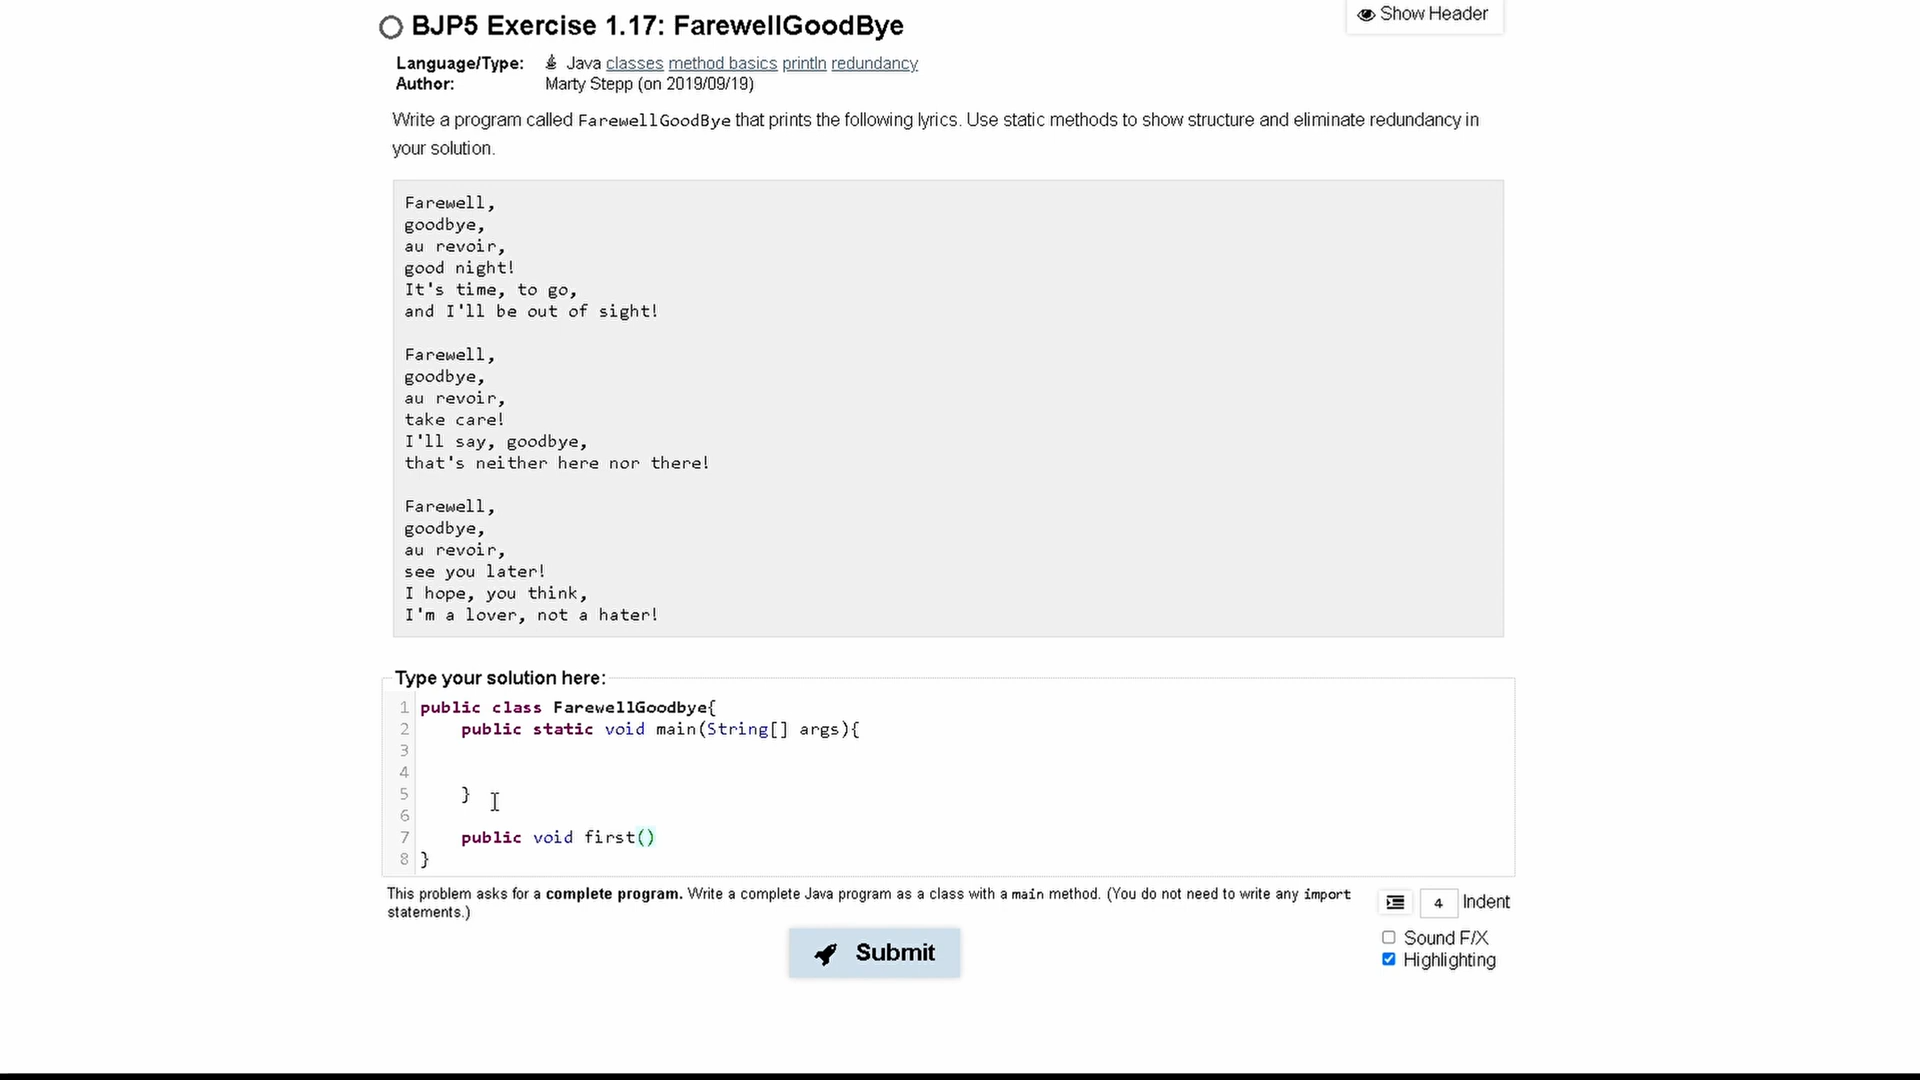 BJP5 Exercise 1.17: FarewellGoodBye
Show Header
Language/Type: Java classes method basics println redundancy
Author: Marty Stepp (on 2019/09/19)
Write a program called FarewellGoodBye that prints the following lyrics. Use static methods to show structure and eliminate redundancy in
your solution.
Farewell,
goodbye,
au revoir,
good night!
It's time, to go,
and I'll be out of sight!
Farewell,
goodbye,
au revoir,
take care!
I'll say, goodbye,
that's neither here nor there!
Farewell,
goodbye,
au revoir,
see you later!
I hope, you think,
I'm a lover, not a hater!
Type your solution here:
1 public class FarewellGoodbye{
2     public static void main(String[] args){
3
4
5     }
6
7     public void first()
8 }
This problem asks for a complete program. Write a complete Java program as a class with a main method. (You do not need to write any import
statements.)
4 Indent
Sound F/X
Highlighting
Submit